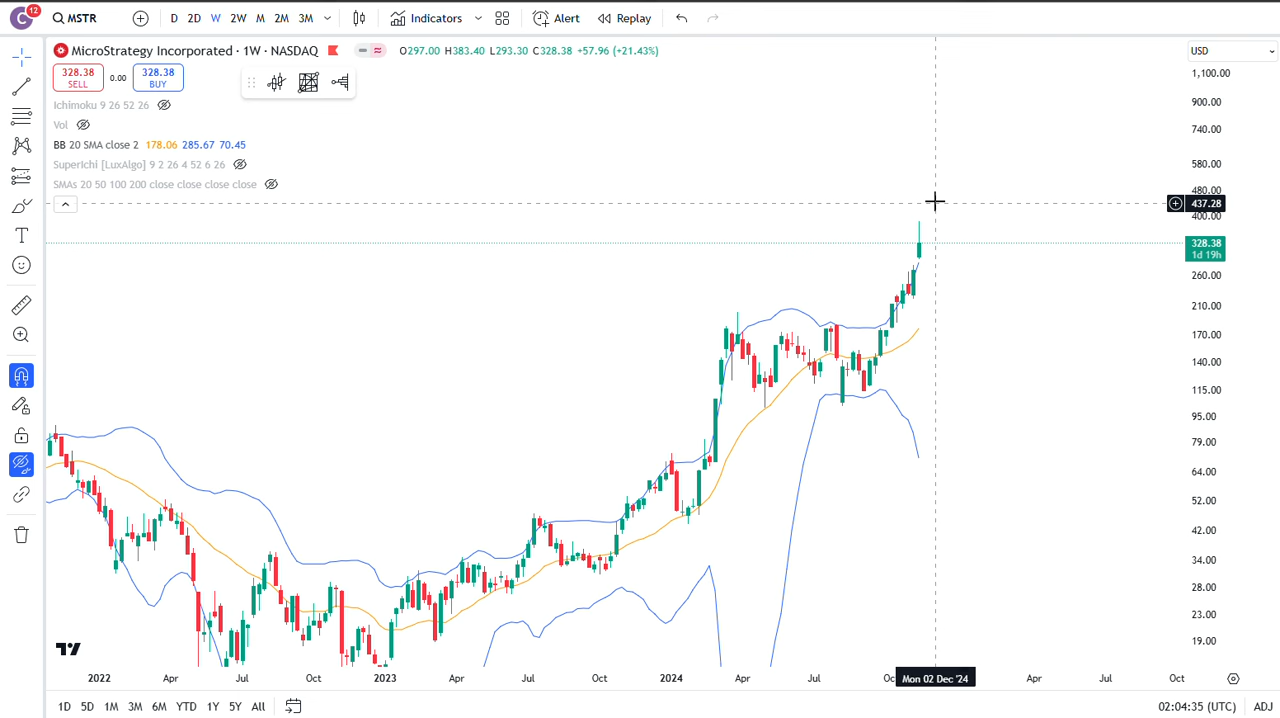 C 12 MSTR D 2D W 2W M 2M 3M Indicators Alert Replay
MicroStrategy Incorporated · 1W · NASDAQ O297.00 H383.40 L293.30 C328.38 +57.96 (+21.43%) USD
328.38 SELL 0.00 328.38 BUY
Ichimoku 9 26 52 26
Vol
BB 20 SMA close 2 178.06 285.67 70.45
SuperIchi [LuxAlgo] 9 2 26 4 52 6 26
SMAs 20 50 100 200 close close close close
1,100.00
900.00
740.00
580.00
480.00
437.28
400.00
328.38
1d 19h
260.00
210.00
170.00
140.00
115.00
95.00
79.00
64.00
52.00
42.00
34.00
28.00
23.00
19.00
2022 Apr Jul Oct 2023 Apr Jul Oct 2024 Apr Jul Mon 02 Dec '24 Apr Jul Oct
1D 5D 1M 3M 6M YTD 1Y 5Y All 02:04:35 (UTC) ADJ